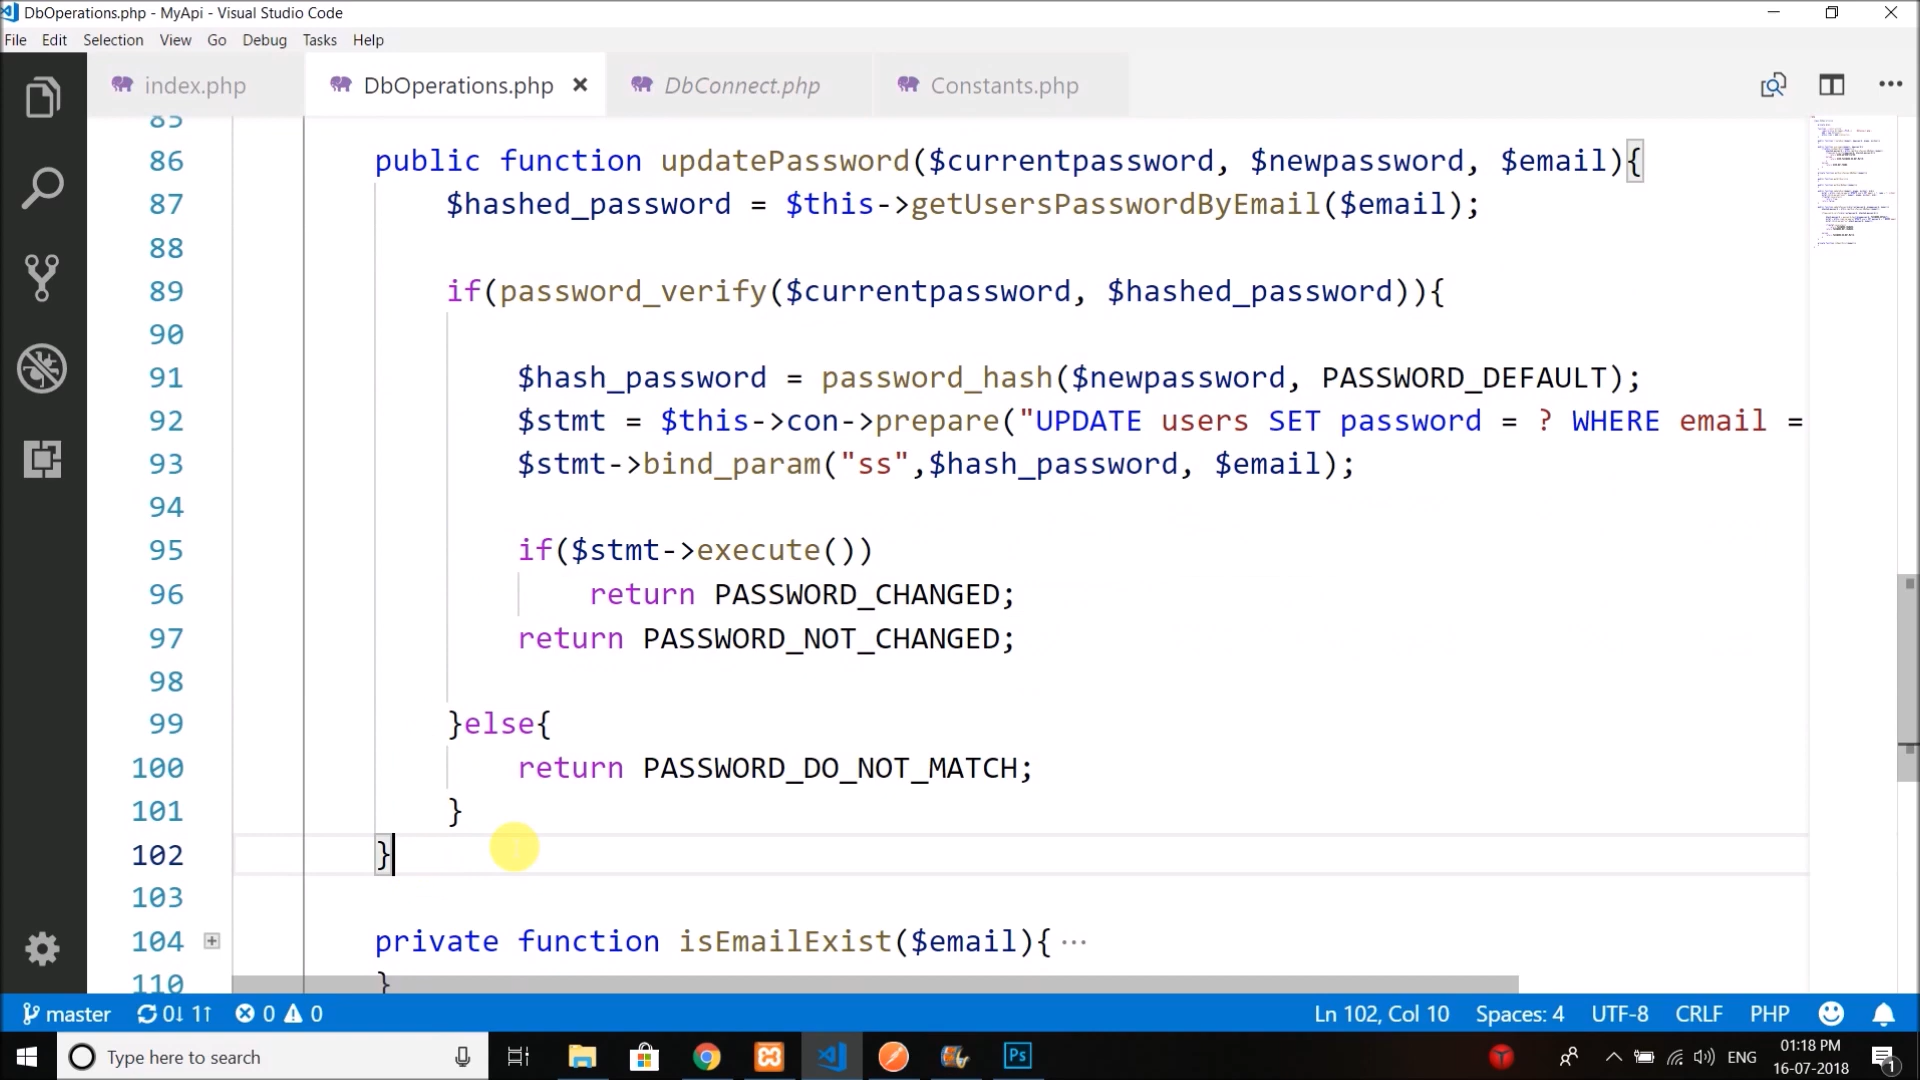 DbOperations.php - MyApi - Visual Studio Code
File Edit Selection View Go Debug Tasks Help
index.php DbOperations.php DbConnect.php Constants.php
85
86 public function updatePassword($currentpassword, $newpassword, $email){
87 $hashed_password = $this->getUsersPasswordByEmail($email);
88
89 if(password_verify($currentpassword, $hashed_password)){
90
91 $hash_password = password_hash($newpassword, PASSWORD_DEFAULT);
92 $stmt = $this->con->prepare("UPDATE users SET password = ? WHERE email =
93 $stmt->bind_param("ss",$hash_password, $email);
94
95 if($stmt->execute())
96 return PASSWORD_CHANGED;
97 return PASSWORD_NOT_CHANGED;
98
99 }else{
100 return PASSWORD_DO_NOT_MATCH;
101 }
102 }
103
104 private function isEmailExist($email){ ...
110 }
master 0↓ 1↑ 0 0 Ln 102, Col 10 Spaces: 4 UTF-8 CRLF PHP
Type here to search Ps ENG 01:18 PM
16-07-2018 1